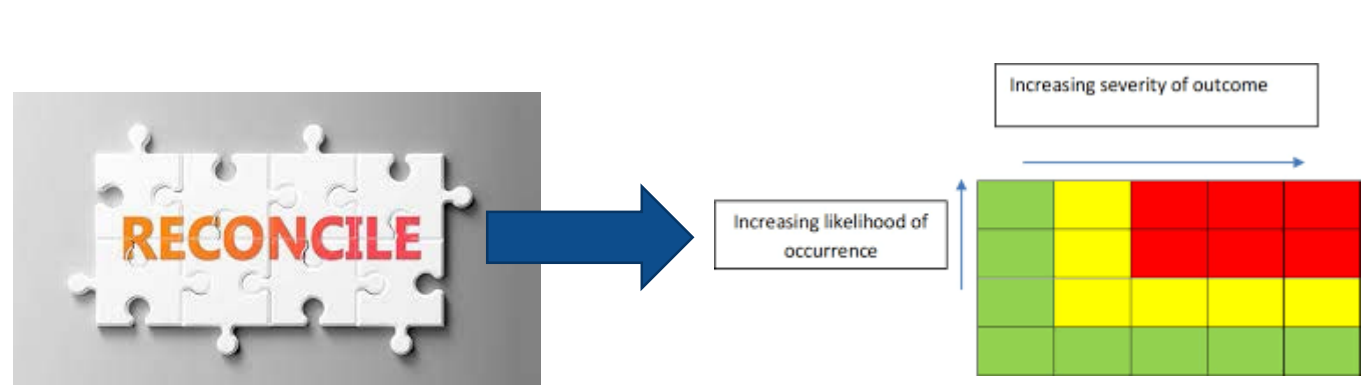 RECONCILE
Increasing severity of outcome
Increasing likelihood of
occurrence